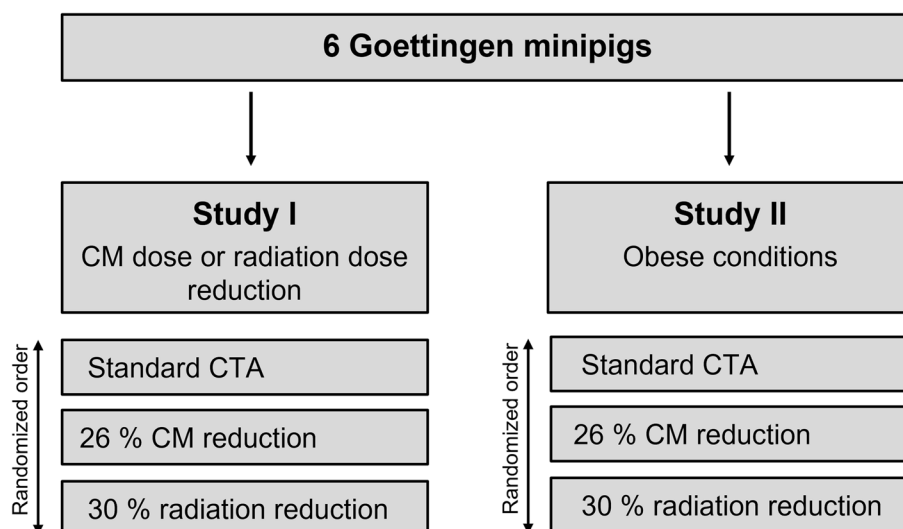 6 Goettingen minipigs
Study I
CM dose or radiation dose
reduction
Study II
Obese conditions
Randomized order
Standard CTA
26 % CM reduction
30 % radiation reduction
Randomized order
Standard CTA
26 % CM reduction
30 % radiation reduction